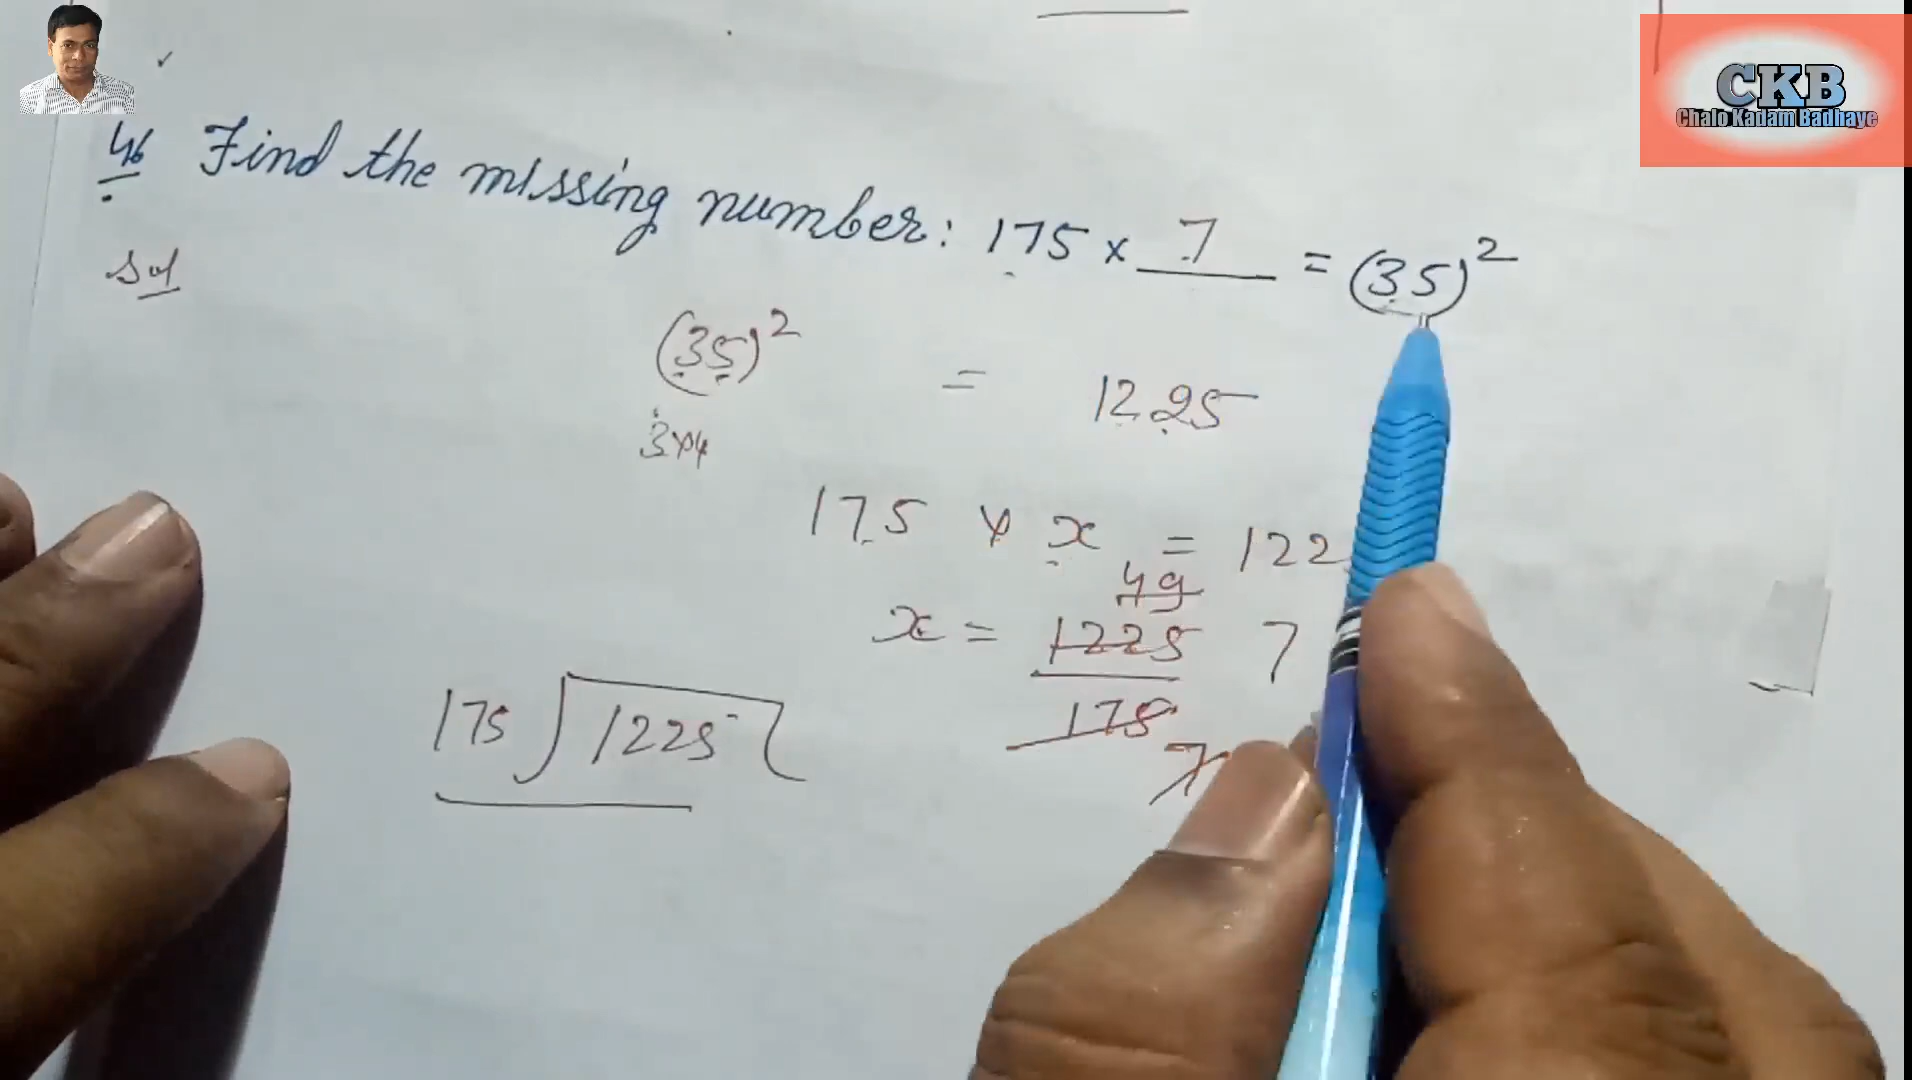 CKB
Chalo Kadam Badhaye
46 Find the missing number: 175 × 7 = (35)²
Sol
(35)² = 1225
3×4
175 × x = 122
49
x = 1225 7
175
7
175 ) 1225 (